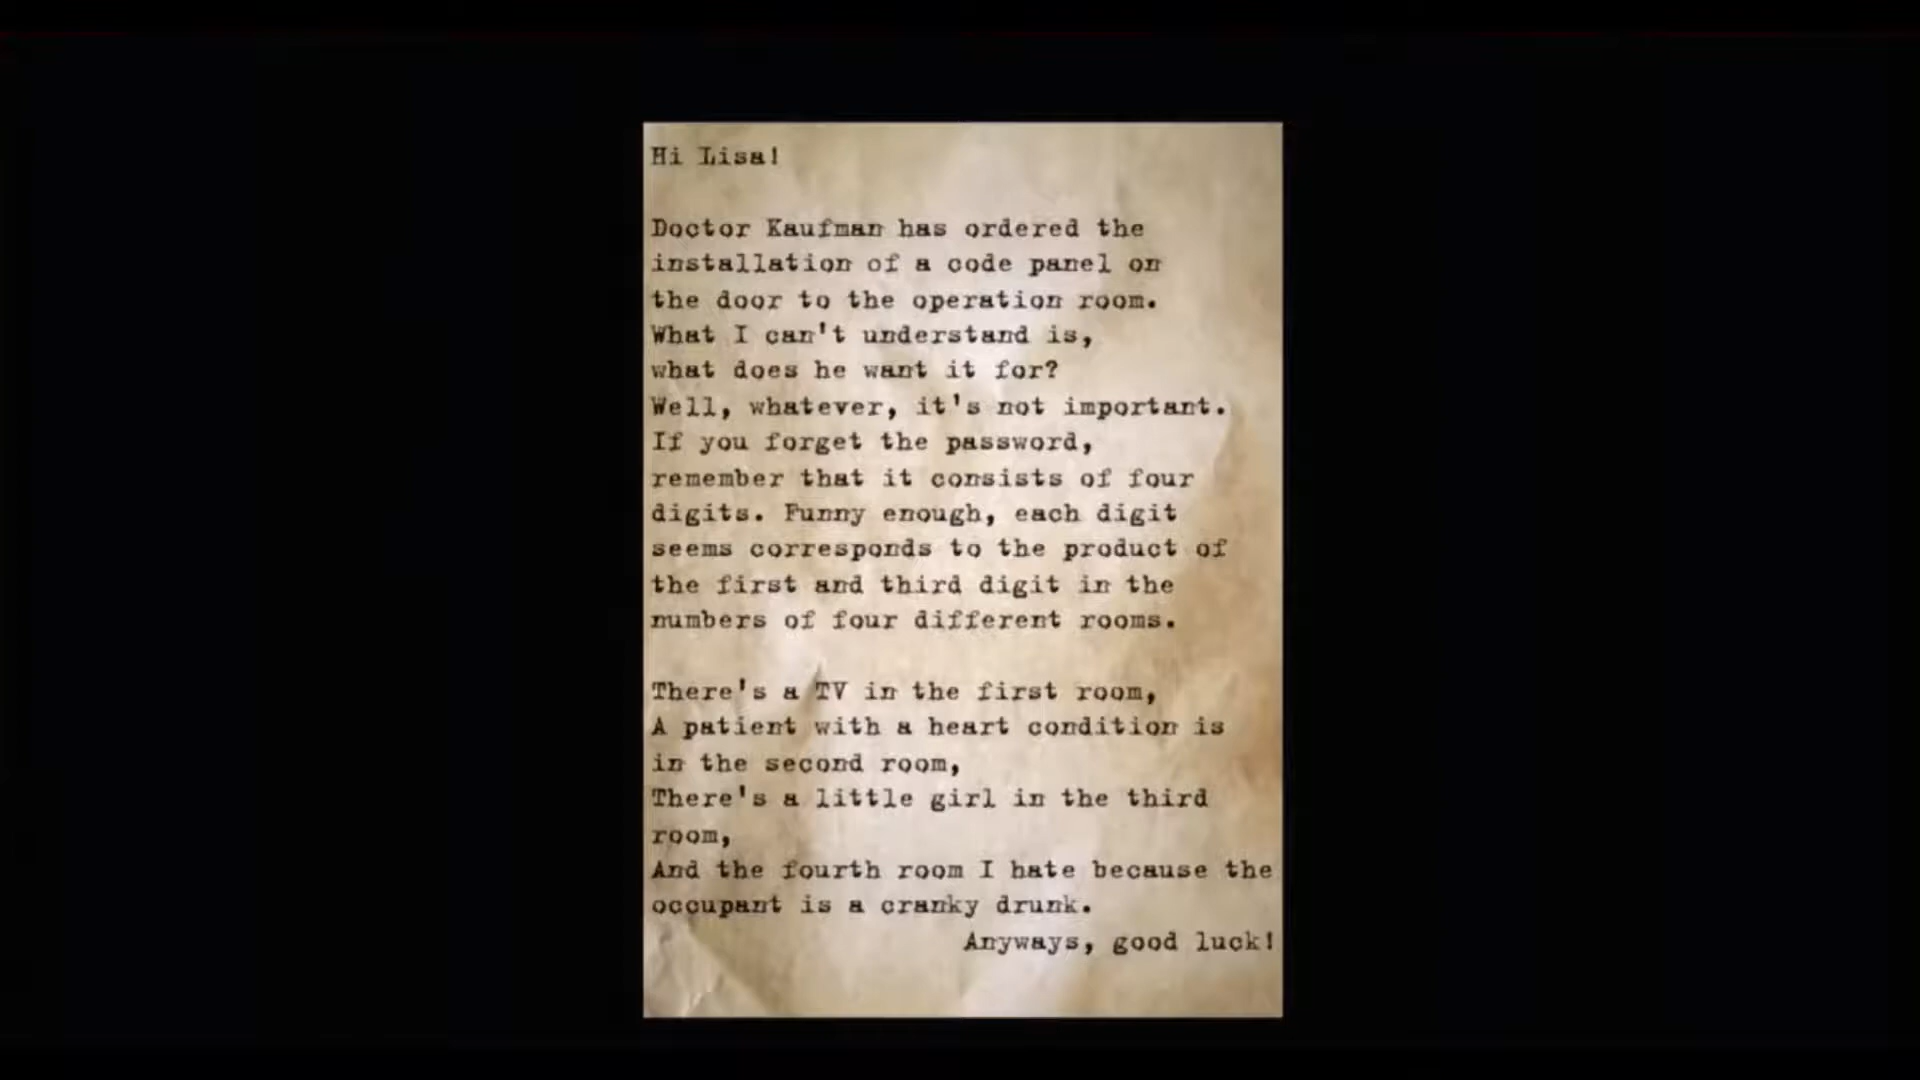 Hi Lisa!
Doctor Kaufman has ordered the
installation of a code panel on
the door to the operation room.
What I can't understand is,
what does he want it for?
Well, whatever, it's not important.
If you forget the password,
remember that it consists of four
digits. Funny enough, each digit
seems corresponds to the product of
the first and third digit in the
numbers of four different rooms.
There's a TV in the first room,
A patient with a heart condition is
in the second room,
There's a little girl in the third
room,
And the fourth room I hate because the
occupant is a cranky drunk.
Anyways, good luck!